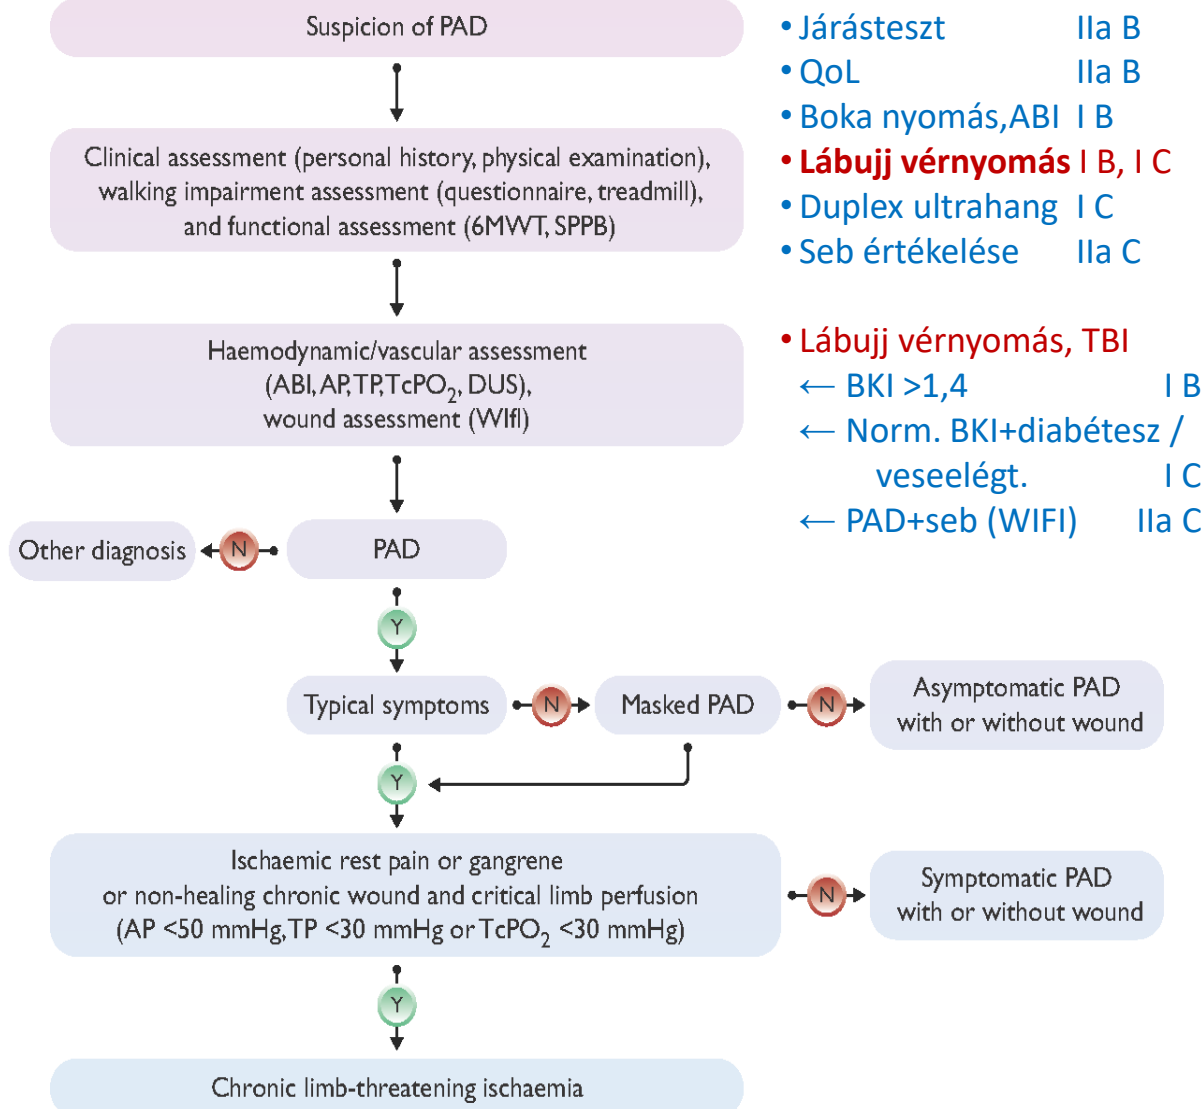 Suspicion of PAD
Clinical assessment (personal history, physical examination),
walking impairment assessment (questionnaire, treadmill),
and functional assessment (6MWT, SPPB)
Haemodynamic/vascular assessment
(ABI, AP, TP, TcPO₂, DUS),
wound assessment (WIfI)
Other diagnosis
N
PAD
Y
Typical symptoms
N
Masked PAD
N
Asymptomatic PAD
with or without wound
Y
Ischaemic rest pain or gangrene
or non-healing chronic wound and critical limb perfusion
(AP <50 mmHg, TP <30 mmHg or TcPO₂ <30 mmHg)
N
Symptomatic PAD
with or without wound
Y
Chronic limb-threatening ischaemia
• Járásteszt IIa B
• QoL IIa B
• Boka nyomás,ABI I B
• Lábujj vérnyomás I B, I C
• Duplex ultrahang I C
• Seb értékelése IIa C
• Lábujj vérnyomás, TBI
← BKI >1,4 I B
← Norm. BKI+diabétesz /
veseelégt. I C
← PAD+seb (WIFI) IIa C